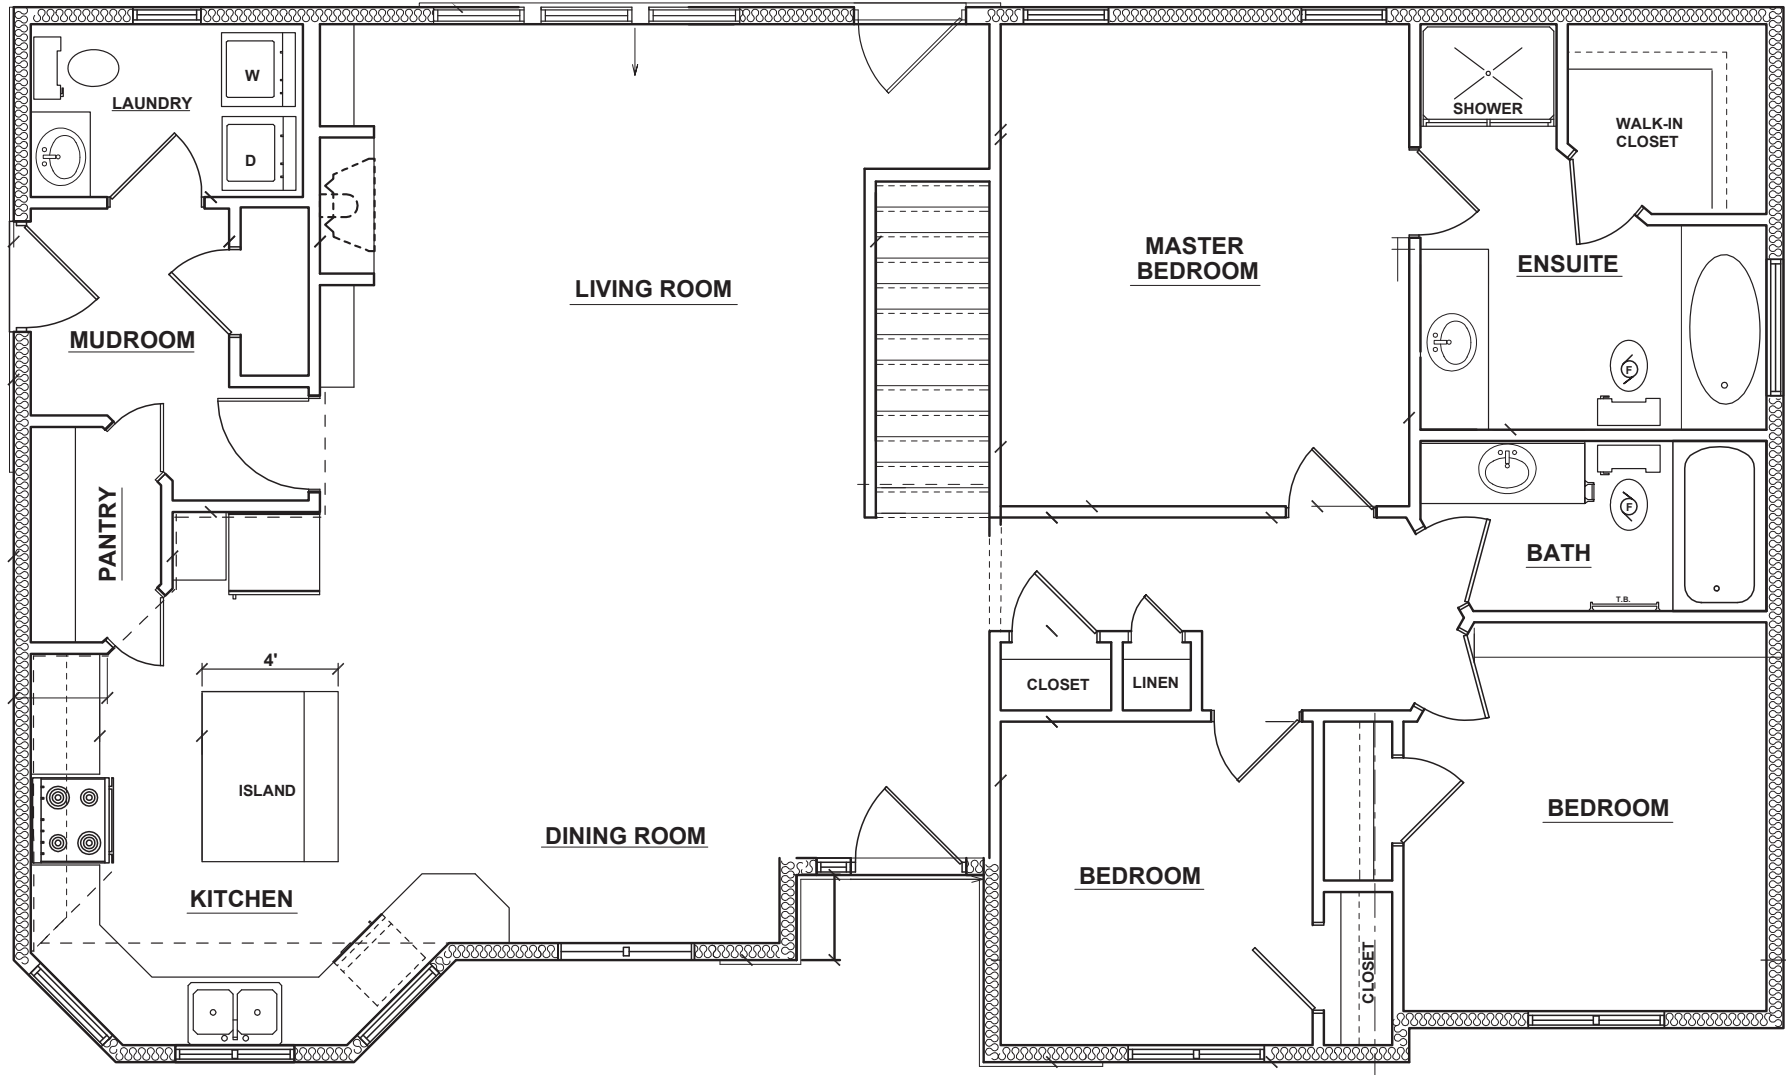 W
LAUNDRY
D
SHOWER
WALK-IN
CLOSET
MASTER
BEDROOM
ENSUITE
LIVING ROOM
MUDROOM
F
PANTRY
F
BATH
T.B.
4'
CLOSET
LINEN
ISLAND
DINING ROOM
BEDROOM
BEDROOM
KITCHEN
CLOSET